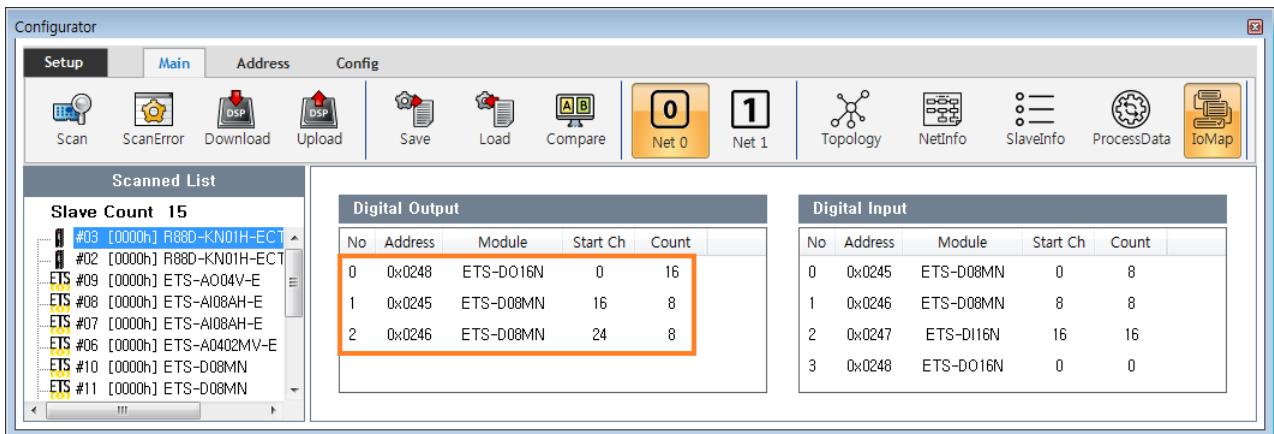 Configurator
Setup Main Address Config
Scan ScanError Download Upload Save Load Compare Net 0 Net 1 Topology NetInfo SlaveInfo ProcessData IoMap
DSP DSP A B 0 1
Scanned List
Slave Count 15
#03 [0000h] R88D-KN01H-ECT
#02 [0000h] R88D-KN01H-ECT
ETS #09 [0000h] ETS-AO04V-E
ETS #08 [0000h] ETS-AI08AH-E
ETS #07 [0000h] ETS-AI08AH-E
ETS #06 [0000h] ETS-A0402MV-E
ETS #10 [0000h] ETS-D08MN
ETS #11 [0000h] ETS-D08MN
Digital Output
No Address Module Start Ch Count
0 0x0248 ETS-DO16N 0 16
1 0x0245 ETS-D08MN 16 8
2 0x0246 ETS-D08MN 24 8
Digital Input
No Address Module Start Ch Count
0 0x0245 ETS-D08MN 0 8
1 0x0246 ETS-D08MN 8 8
2 0x0247 ETS-DI16N 16 16
3 0x0248 ETS-DO16N 0 0